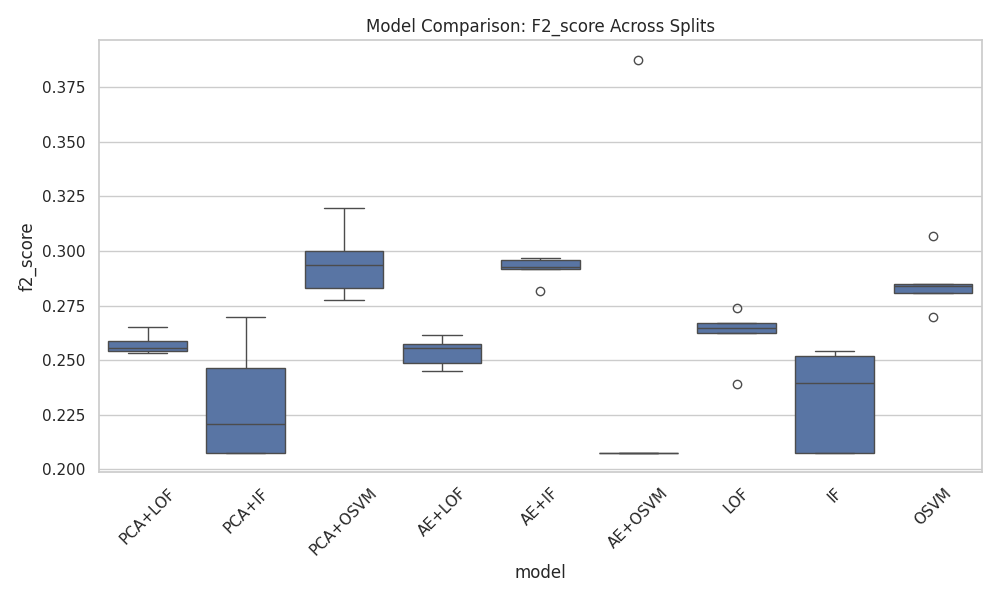 Model Comparison: F2_score Across Splits
f2_score
0.375
0.350
0.325
0.300
0.275
0.250
0.225
0.200
PCA+LOF
PCA+IF
PCA+OSVM
AE+LOF
AE+IF
AE+OSVM
LOF
IF
OSVM
model